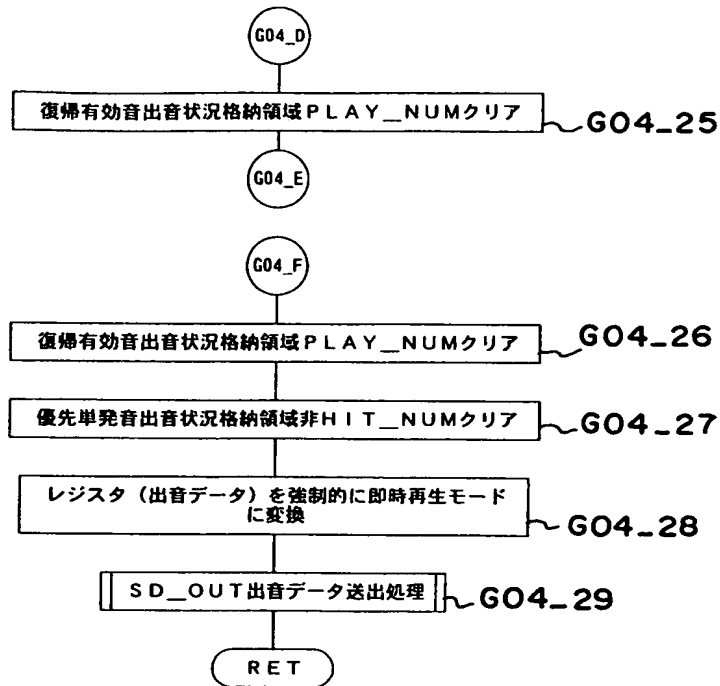 G04_D
復帰有効音出音状況格納領域PLAY__NUMクリア
G04_25
G04_E
G04_F
復帰有効音出音状況格納領域PLAY__NUMクリア
G04_26
優先単発音出音状況格納領域非HIT__NUMクリア
G04_27
レジスタ（出音データ）を強制的に即時再生モード
に変換
G04_28
SD__OUT出音データ送出処理
G04_29
RET